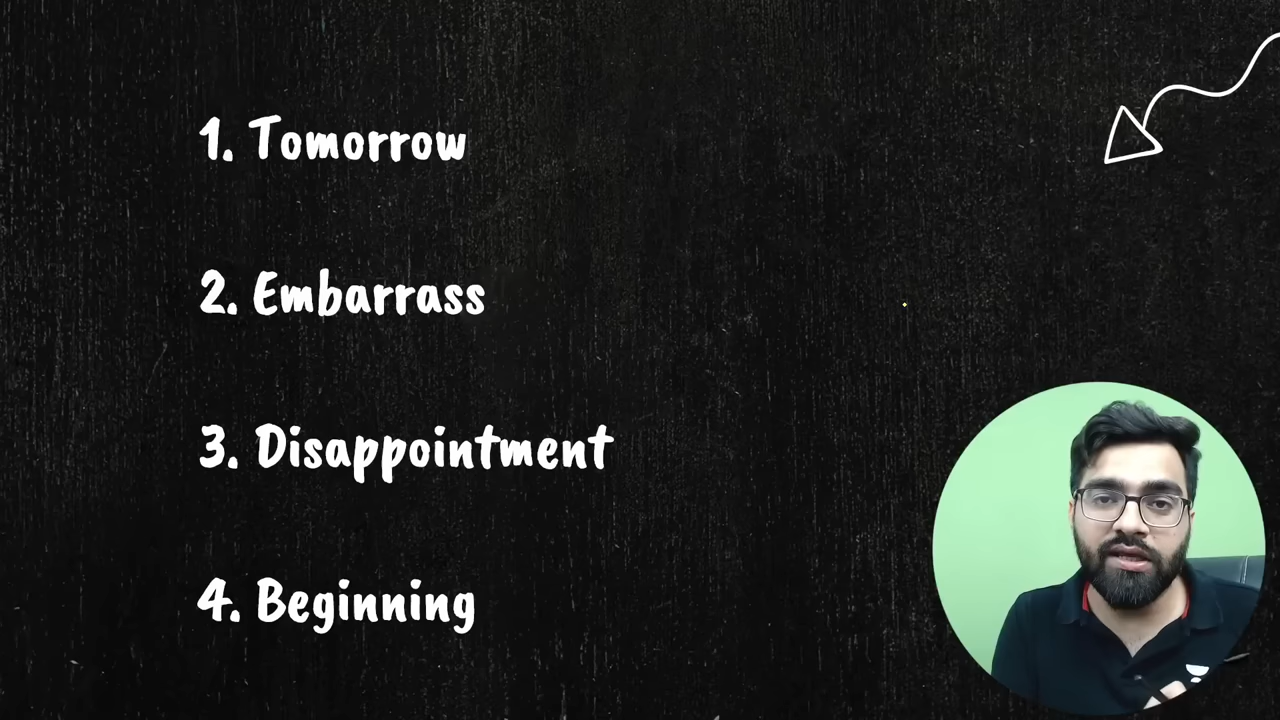 1. Tomorrow
2. Embarrass
3. Disappointment
4. Beginning